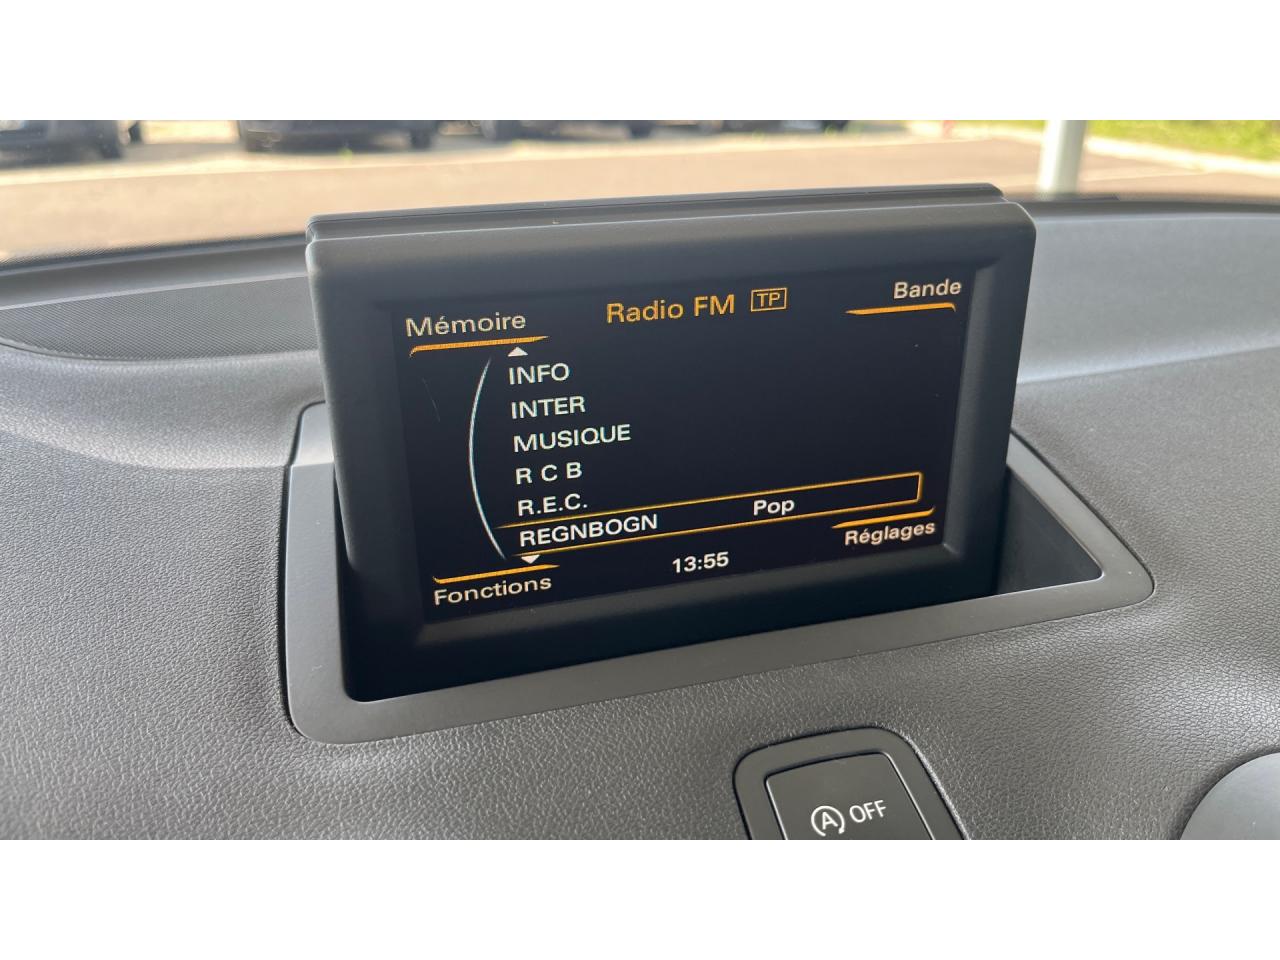 Mémoire
Radio FM TP
Bande
INFO
INTER
MUSIQUE
R C B
R.E.C.
REGNBOGN Pop
Fonctions
13:55
Réglages
A OFF